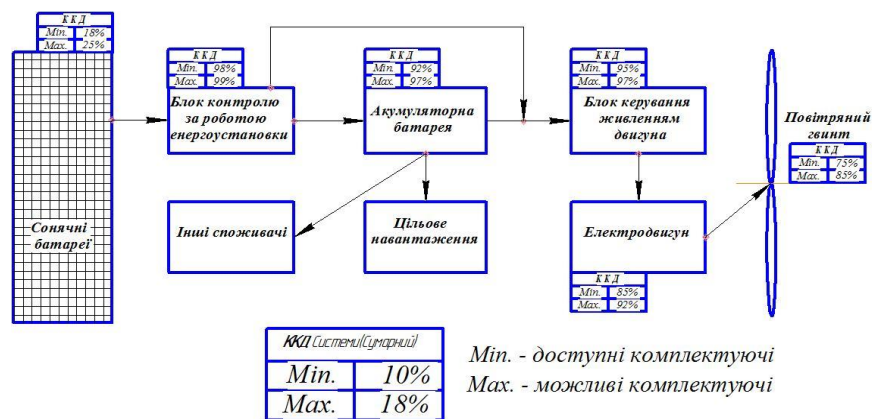 ККД
Min. 18%
Max. 25%
ККД
Min. 98%
Max. 99%
ККД
Min. 92%
Max. 97%
ККД
Min. 95%
Max. 97%
Блок контролю
за роботою
енергоустановки
Акумуляторна
батарея
Блок керування
живленням
двигуна
Повітряний
гвинт
ККД
Min. 75%
Max. 85%
Сонячні
батареї
Інші споживачі
Цільове
навантаження
Електродвигун
ККД
Min. 85%
Max. 92%
ККД Системи(Сумарний)
Min. 10%
Max. 18%
Min. - доступні комплектуючі
Max. - можливі комплектуючі